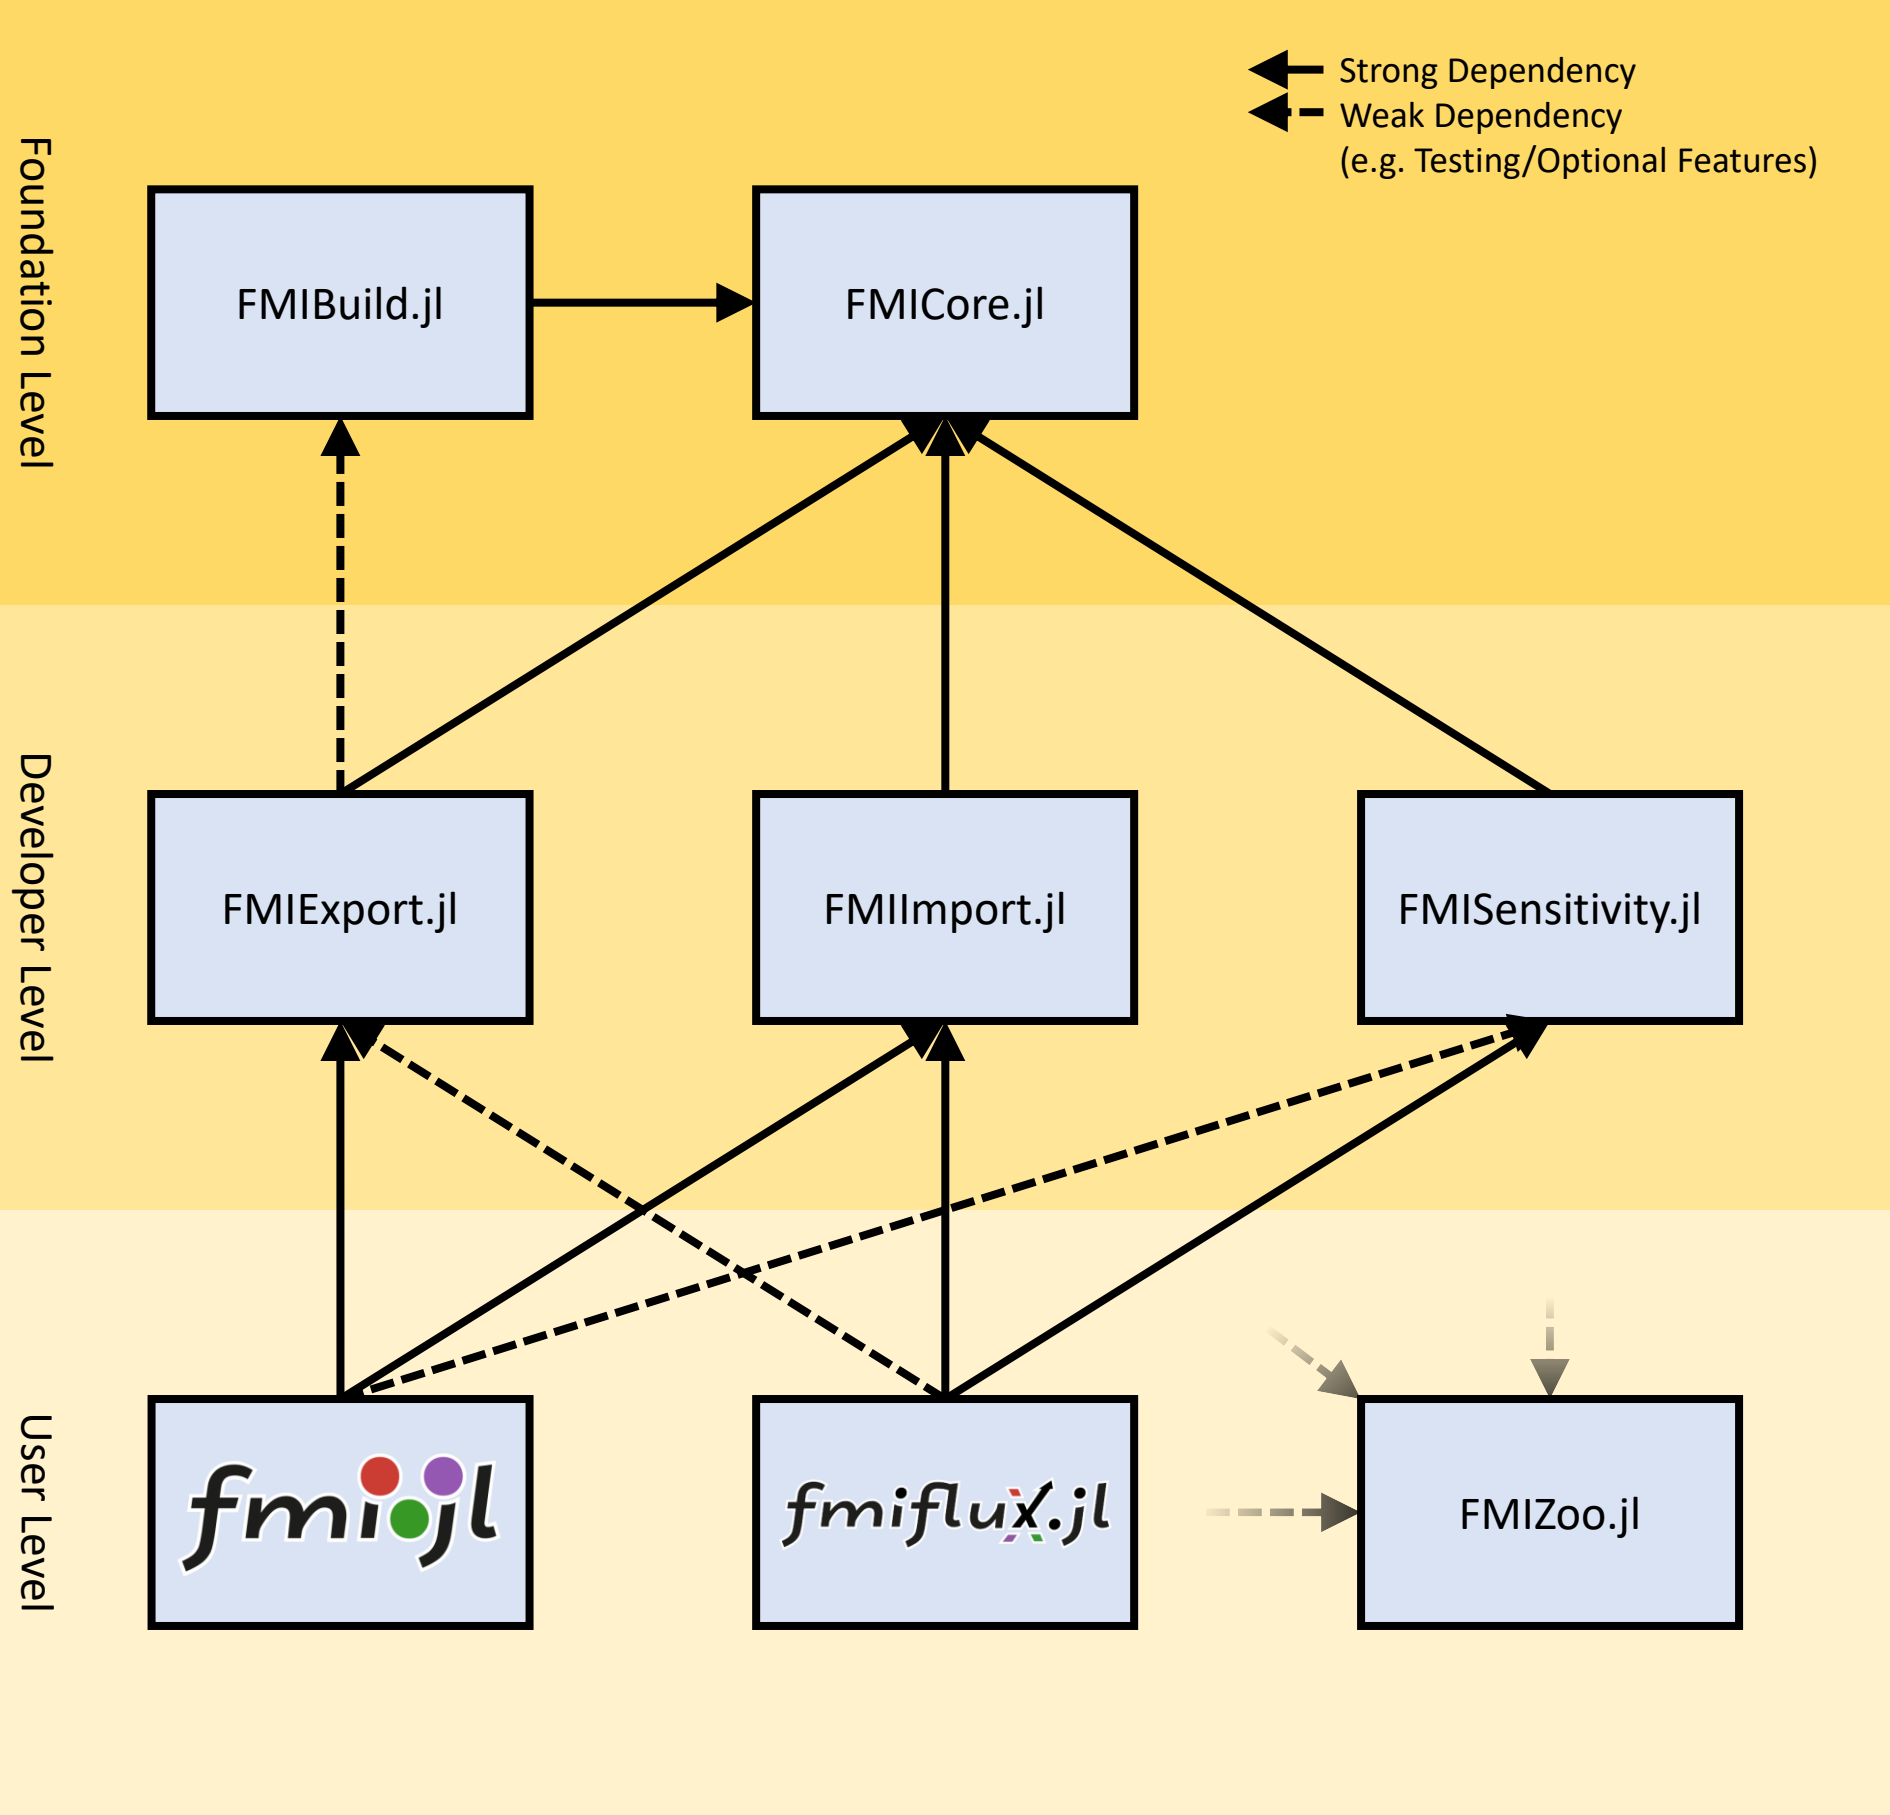 Strong Dependency
Weak Dependency
(e.g. Testing/Optional Features)
Foundation Level
FMIBuild.jl
FMICore.jl
Developer Level
FMIExport.jl
FMIImport.jl
FMISensitivity.jl
User Level
fmi.jl
fmiflux.jl
FMIZoo.jl